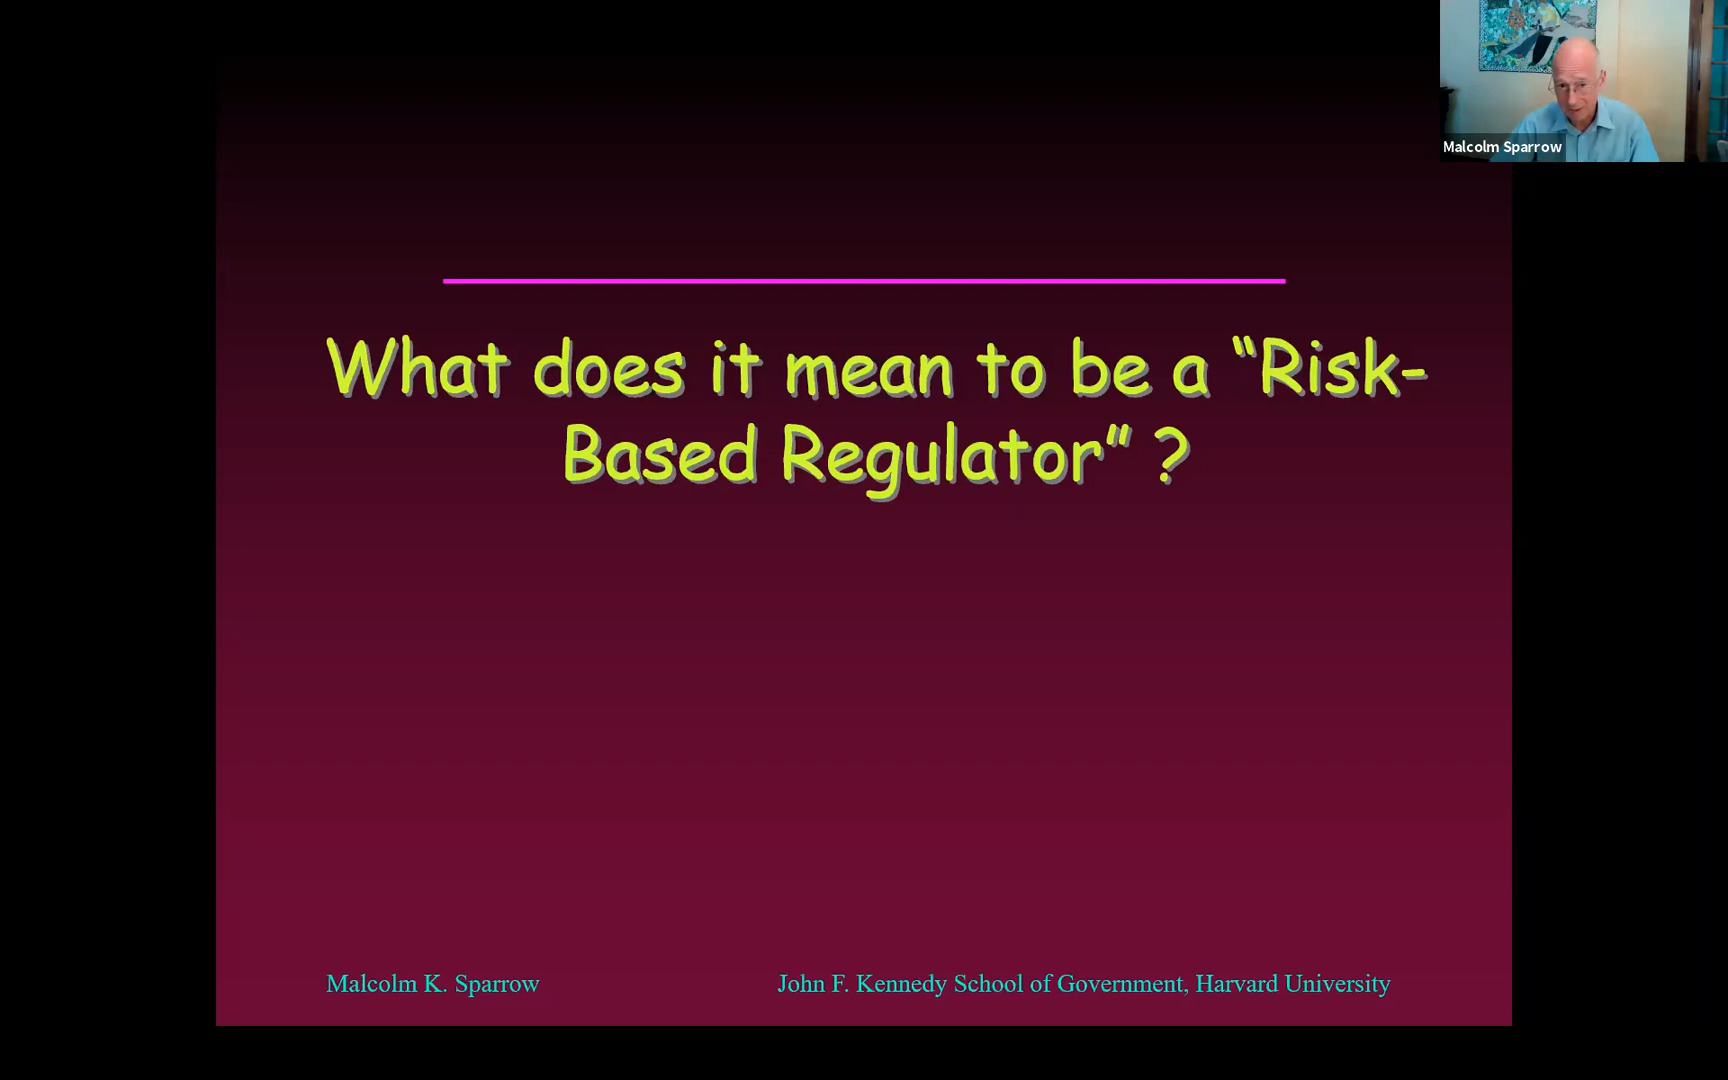 Malcolm Sparrow
What does it mean to be a “Risk-
Based Regulator” ?
Malcolm K. Sparrow
John F. Kennedy School of Government, Harvard University